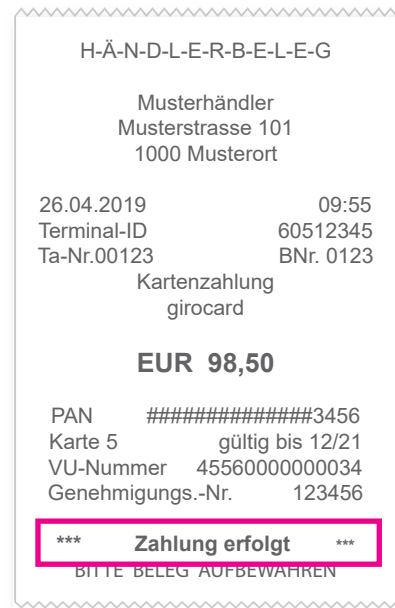 H-Ä-N-D-L-E-R-B-E-L-E-G
Musterhändler
Musterstrasse 101
1000 Musterort
26.04.2019 09:55
Terminal-ID 60512345
Ta-Nr.00123 BNr. 0123
Kartenzahlung
girocard
EUR 98,50
PAN ##############3456
Karte 5 gültig bis 12/21
VU-Nummer 45560000000034
Genehmigungs.-Nr. 123456
*** Zahlung erfolgt ***
BITTE BELEG AUFBEWAHREN